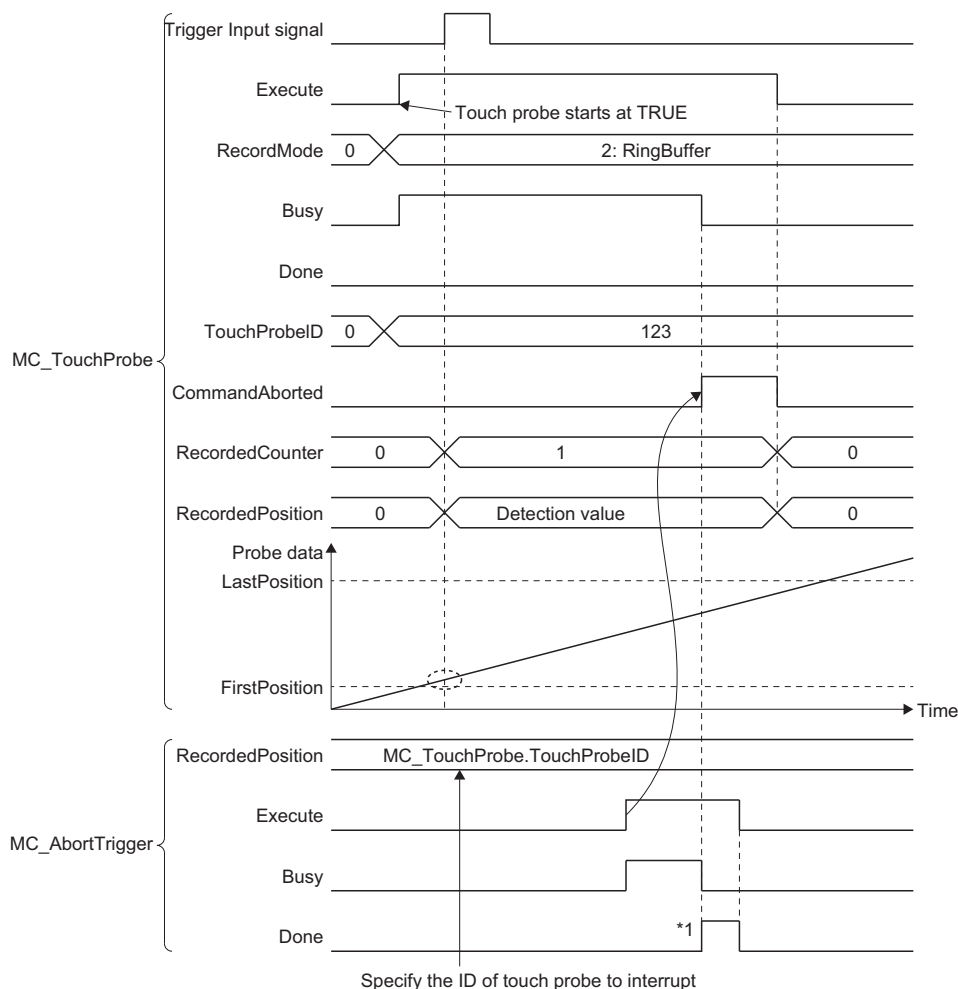 Trigger Input signal
Execute
Touch probe starts at TRUE
RecordMode 0 2: RingBuffer
Busy
Done
TouchProbeID 0 123
MC_TouchProbe
CommandAborted
RecordedCounter 0 1 0
RecordedPosition 0 Detection value 0
Probe data
LastPosition
FirstPosition
Time
RecordedPosition MC_TouchProbe.TouchProbeID
Execute
MC_AbortTrigger
Busy
Done *1
Specify the ID of touch probe to interrupt